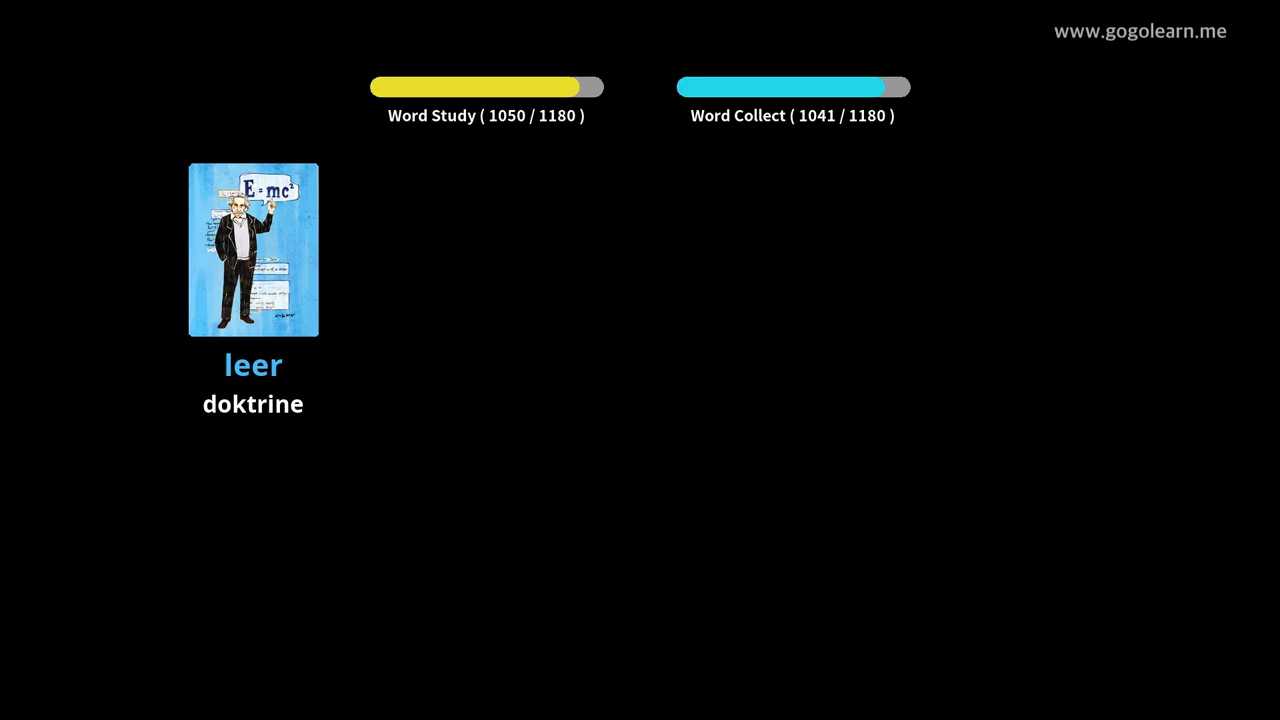 www.gogolearn.me
Word Study ( 1050 / 1180 )
Word Collect ( 1041 / 1180 )
E = mc²
leer
doktrine